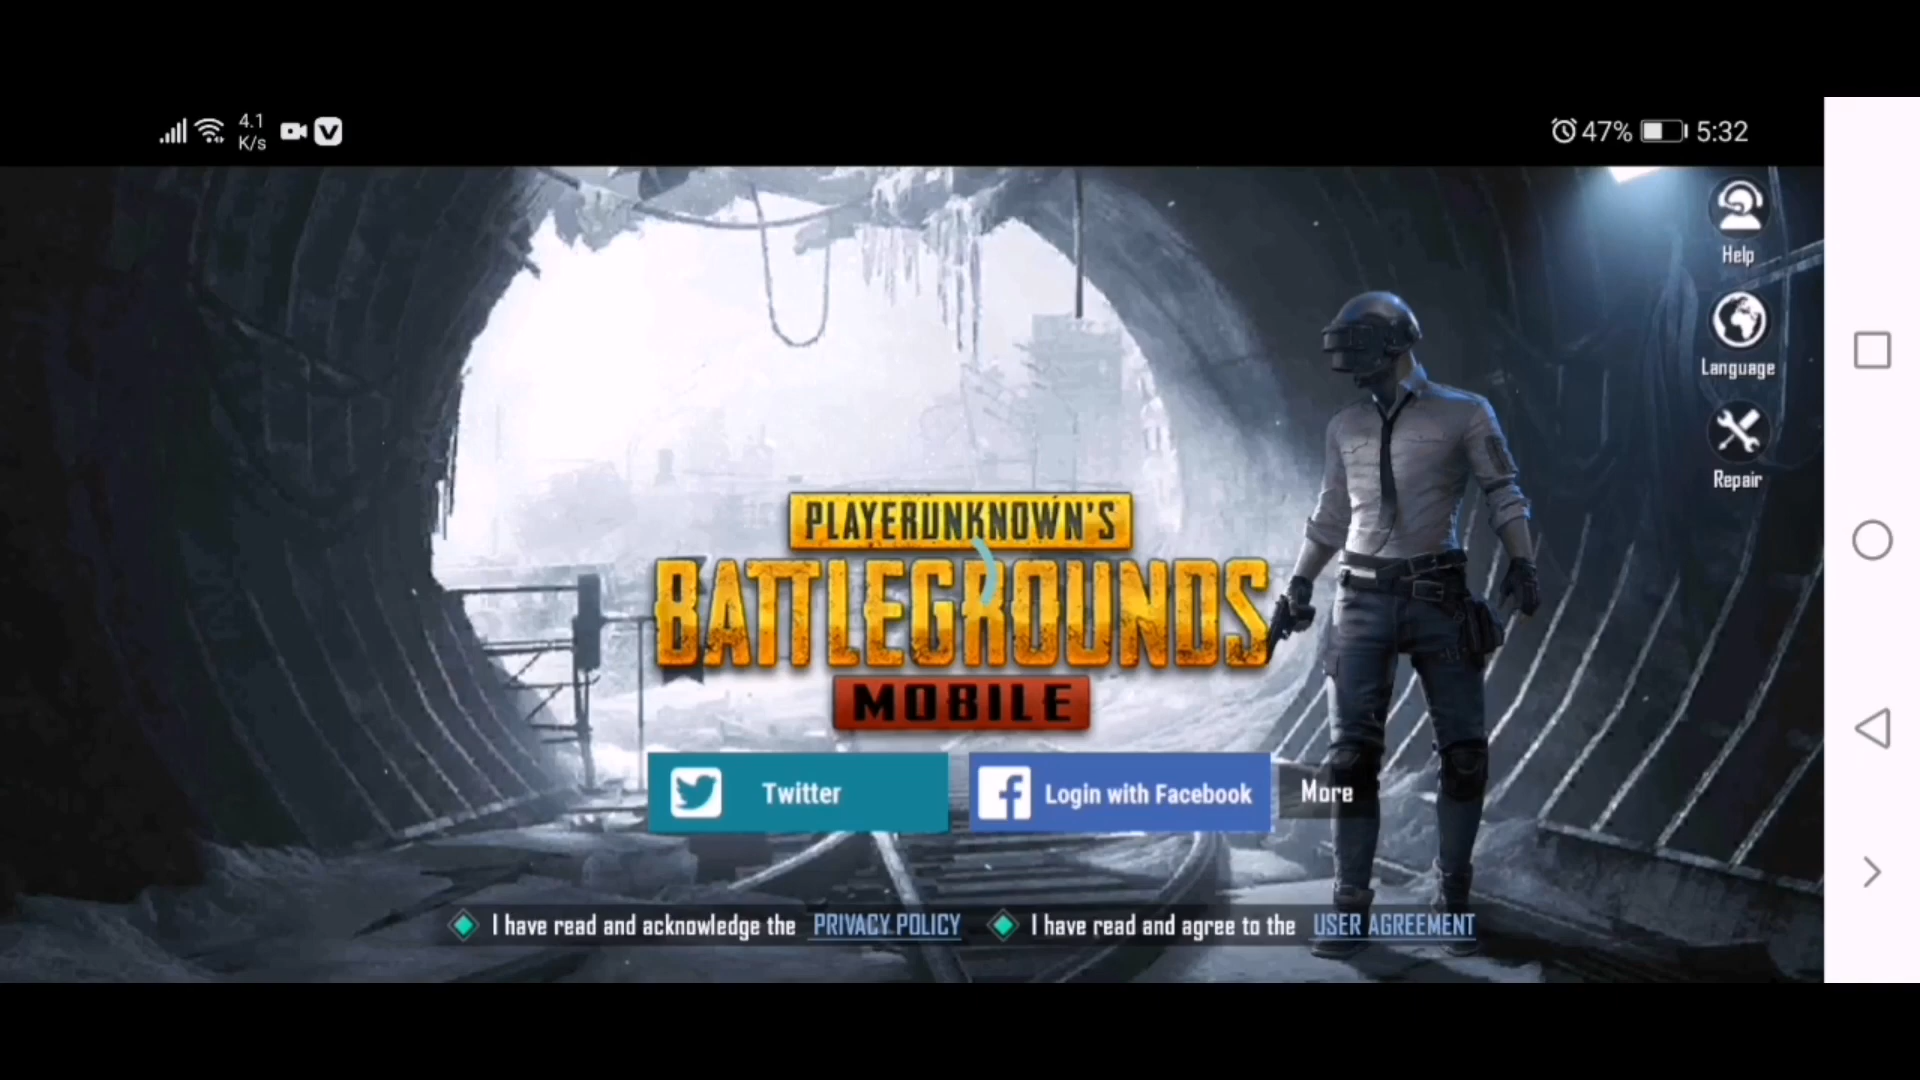 4.1
K/s
47% 5:32
Help
Language
Repair
PLAYERUNKNOWN'S
BATTLEGROUNDS
MOBILE
Twitter
Login with Facebook
More
I have read and acknowledge the PRIVACY POLICY
I have read and agree to the USER AGREEMENT